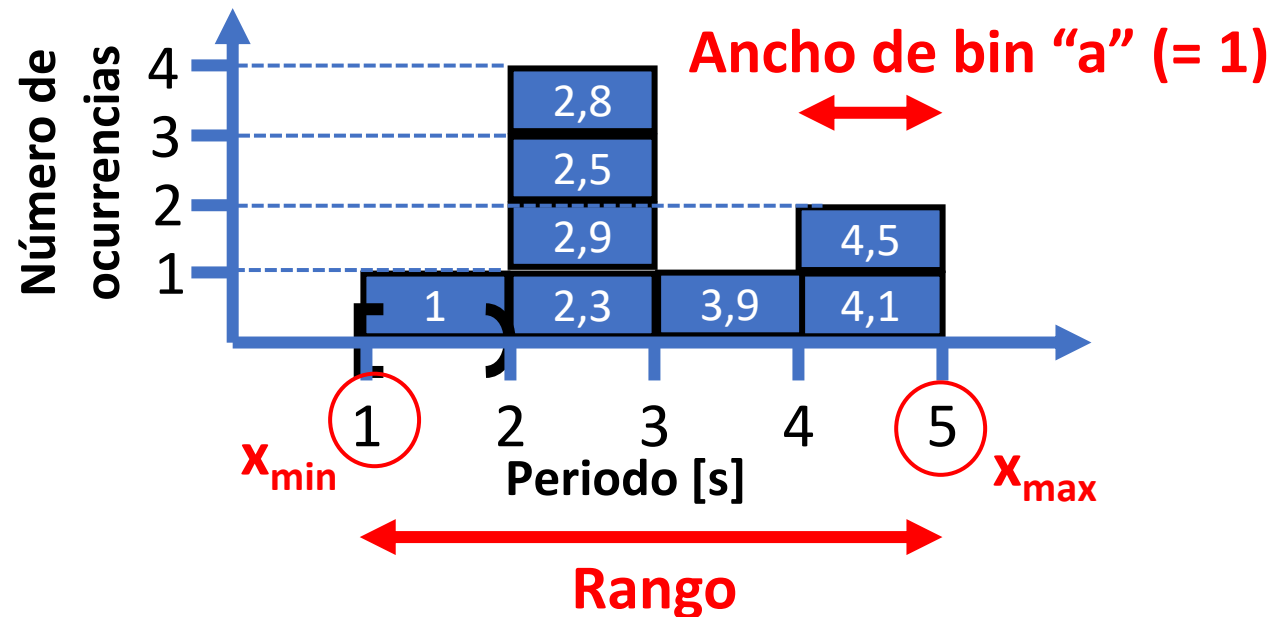 Número de
ocurrencias
Ancho de bin “a” (= 1)
4
3
2
1
2,8
2,5
2,9
4,5
1
2,3
3,9
4,1
1
2
3
4
5
xmin
Periodo [s]
xmax
Rango